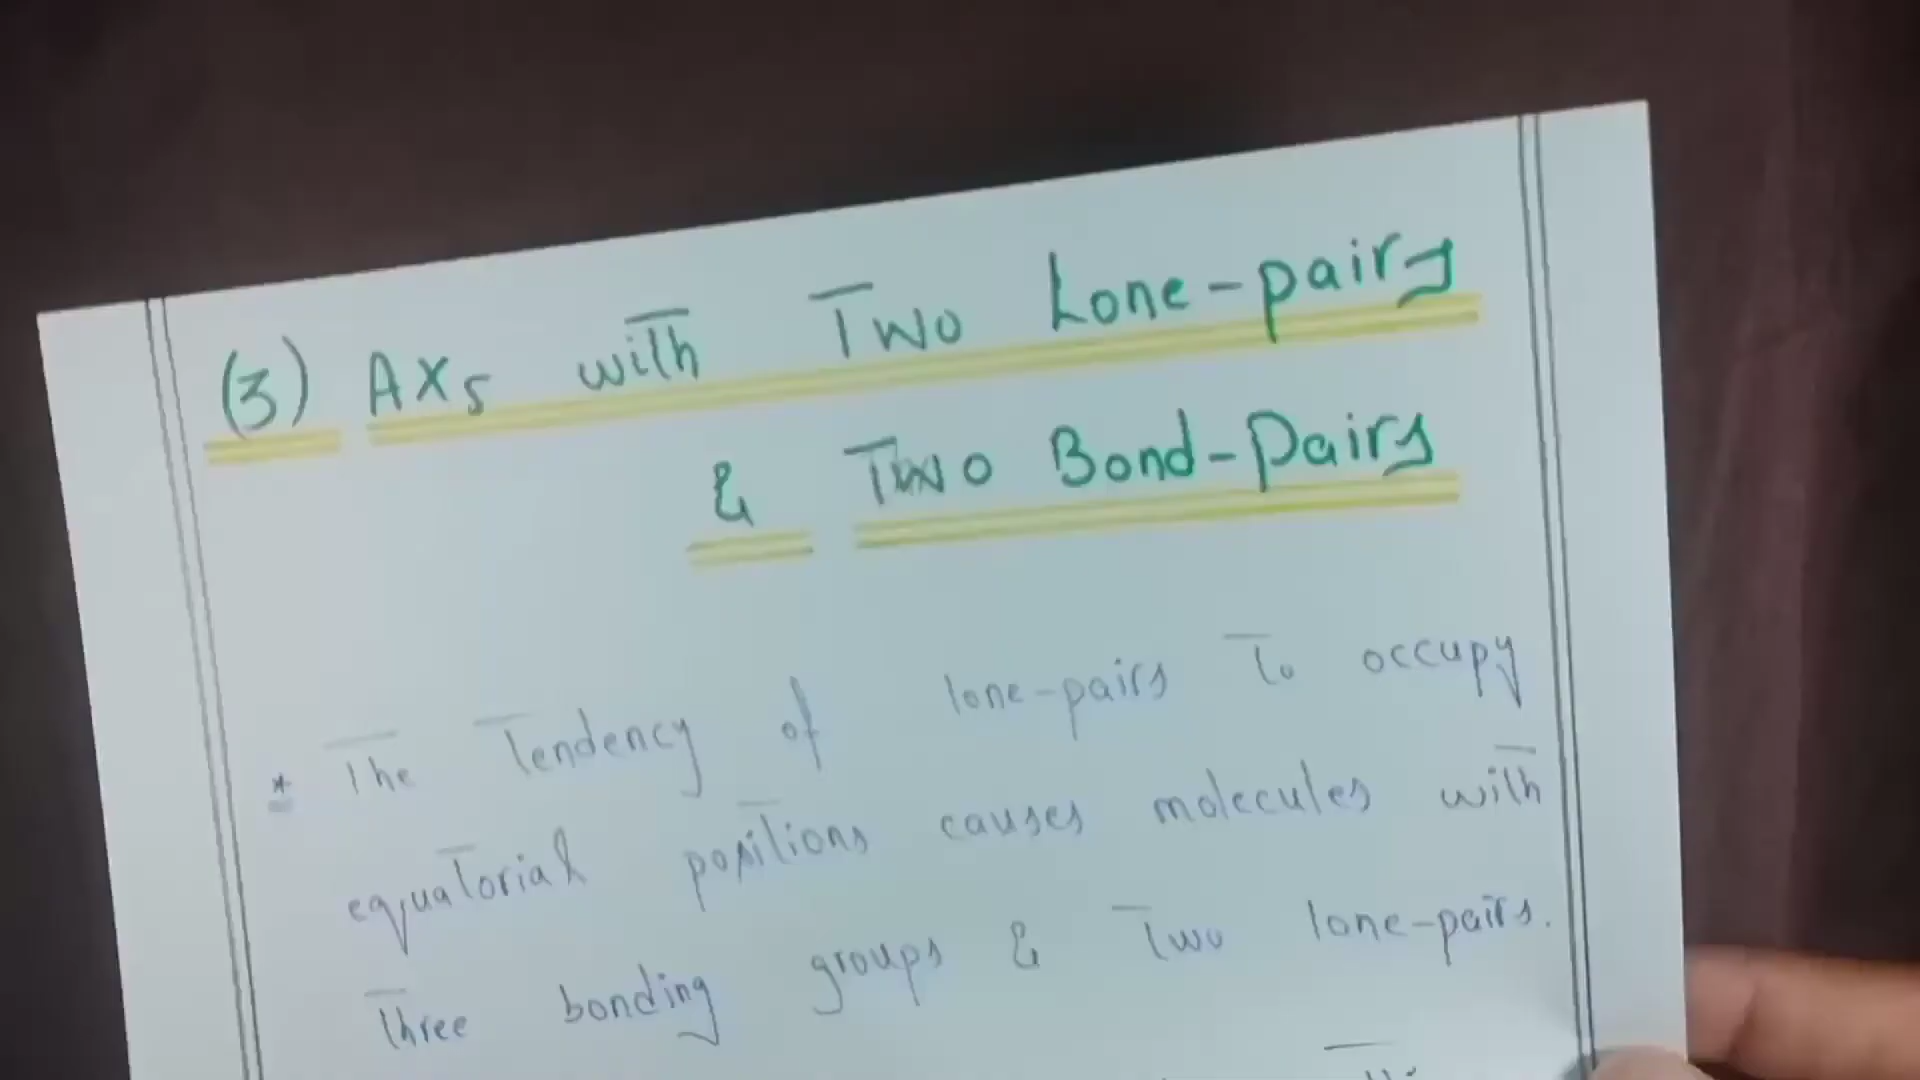 (3) AX5 with Two Lone-pairs
& Two Bond-Pairs
* The Tendency of lone-pairs To occupy
equatorial positions causes molecules with
Three bonding groups & Two lone-pairs.